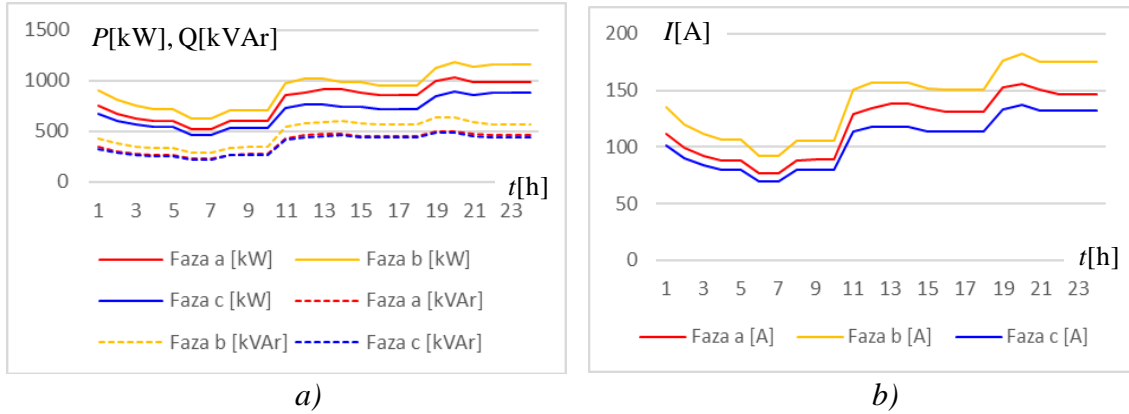 P[kW], Q[kVAr]
1500
1000
500
0
t[h]
1 3 5 7 9 11 13 15 17 19 21 23
Faza a [kW] Faza b [kW]
Faza c [kW] Faza a [kVAr]
Faza b [kVAr] Faza c [kVAr]
a)
I[A]
200
150
100
50
0
t[h]
1 3 5 7 9 11 13 15 17 19 21 23
Faza a [A] Faza b [A] Faza c [A]
b)